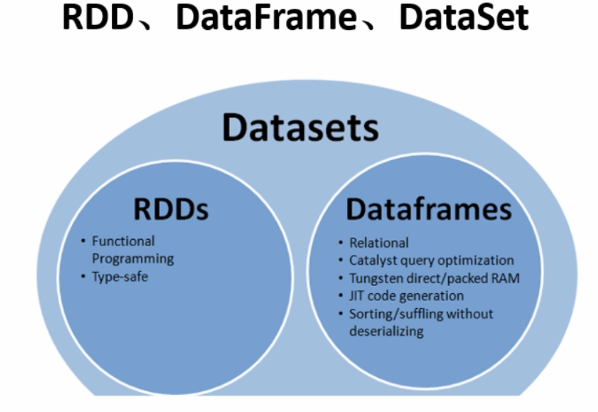 RDD、DataFrame、DataSet
Datasets
RDDs
• Functional
Programming
• Type-safe
Dataframes
• Relational
• Catalyst query optimization
• Tungsten direct/packed RAM
• JIT code generation
• Sorting/suffling without
deserializing